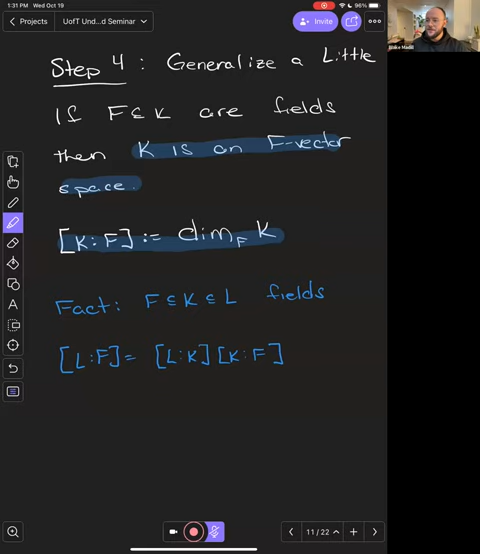 1:31 PM Wed Oct 19
96%
Projects
UofT Und...d Seminar
Invite
Blake Madill
Step 4 : Generalize a Little
If F ⊆ K are fields
then K is an F-vector
space.
[K:F] := dim_F K
Fact: F ⊆ K ⊆ L fields
[L:F] = [L:K][K:F]
A
11 / 22